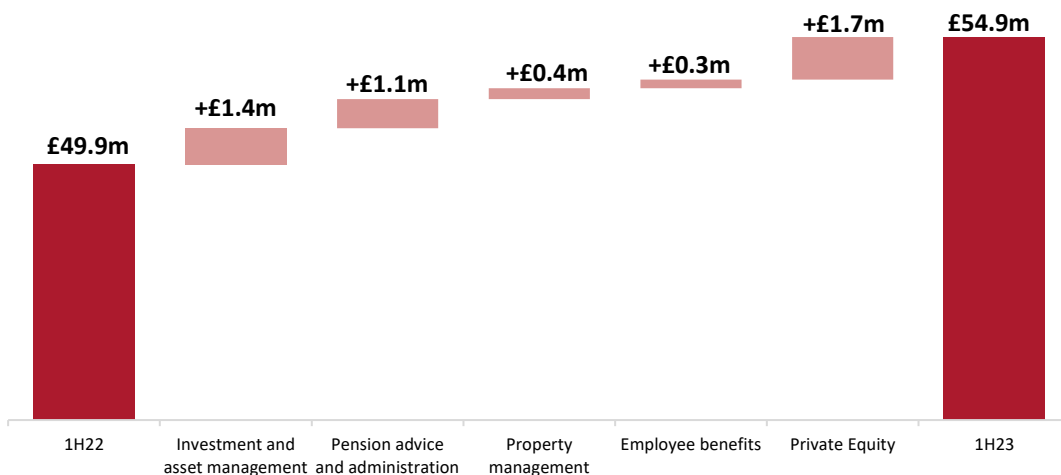 £49.9m
+£1.4m
+£1.1m
+£0.4m
+£0.3m
+£1.7m
£54.9m
1H22
Investment and
asset management
Pension advice
and administration
Property
management
Employee benefits
Private Equity
1H23